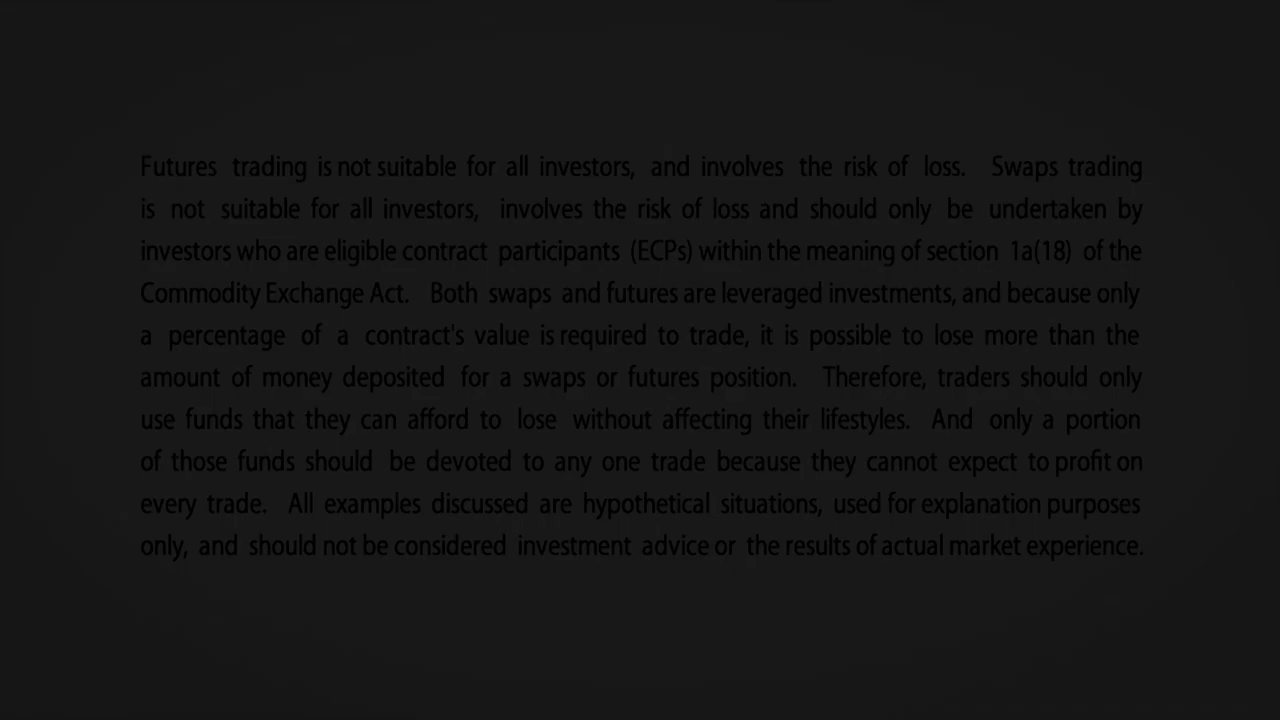 Futures trading is not suitable for all investors, and involves the risk of loss. Swaps trading
is not suitable for all investors, involves the risk of loss and should only be undertaken by
investors who are eligible contract participants (ECPs) within the meaning of section 1a(18) of the
Commodity Exchange Act. Both swaps and futures are leveraged investments, and because only
a percentage of a contract's value is required to trade, it is possible to lose more than the
amount of money deposited for a swaps or futures position. Therefore, traders should only
use funds that they can afford to lose without affecting their lifestyles. And only a portion
of those funds should be devoted to any one trade because they cannot expect to profit on
every trade. All examples discussed are hypothetical situations, used for explanation purposes
only, and should not be considered investment advice or the results of actual market experience.